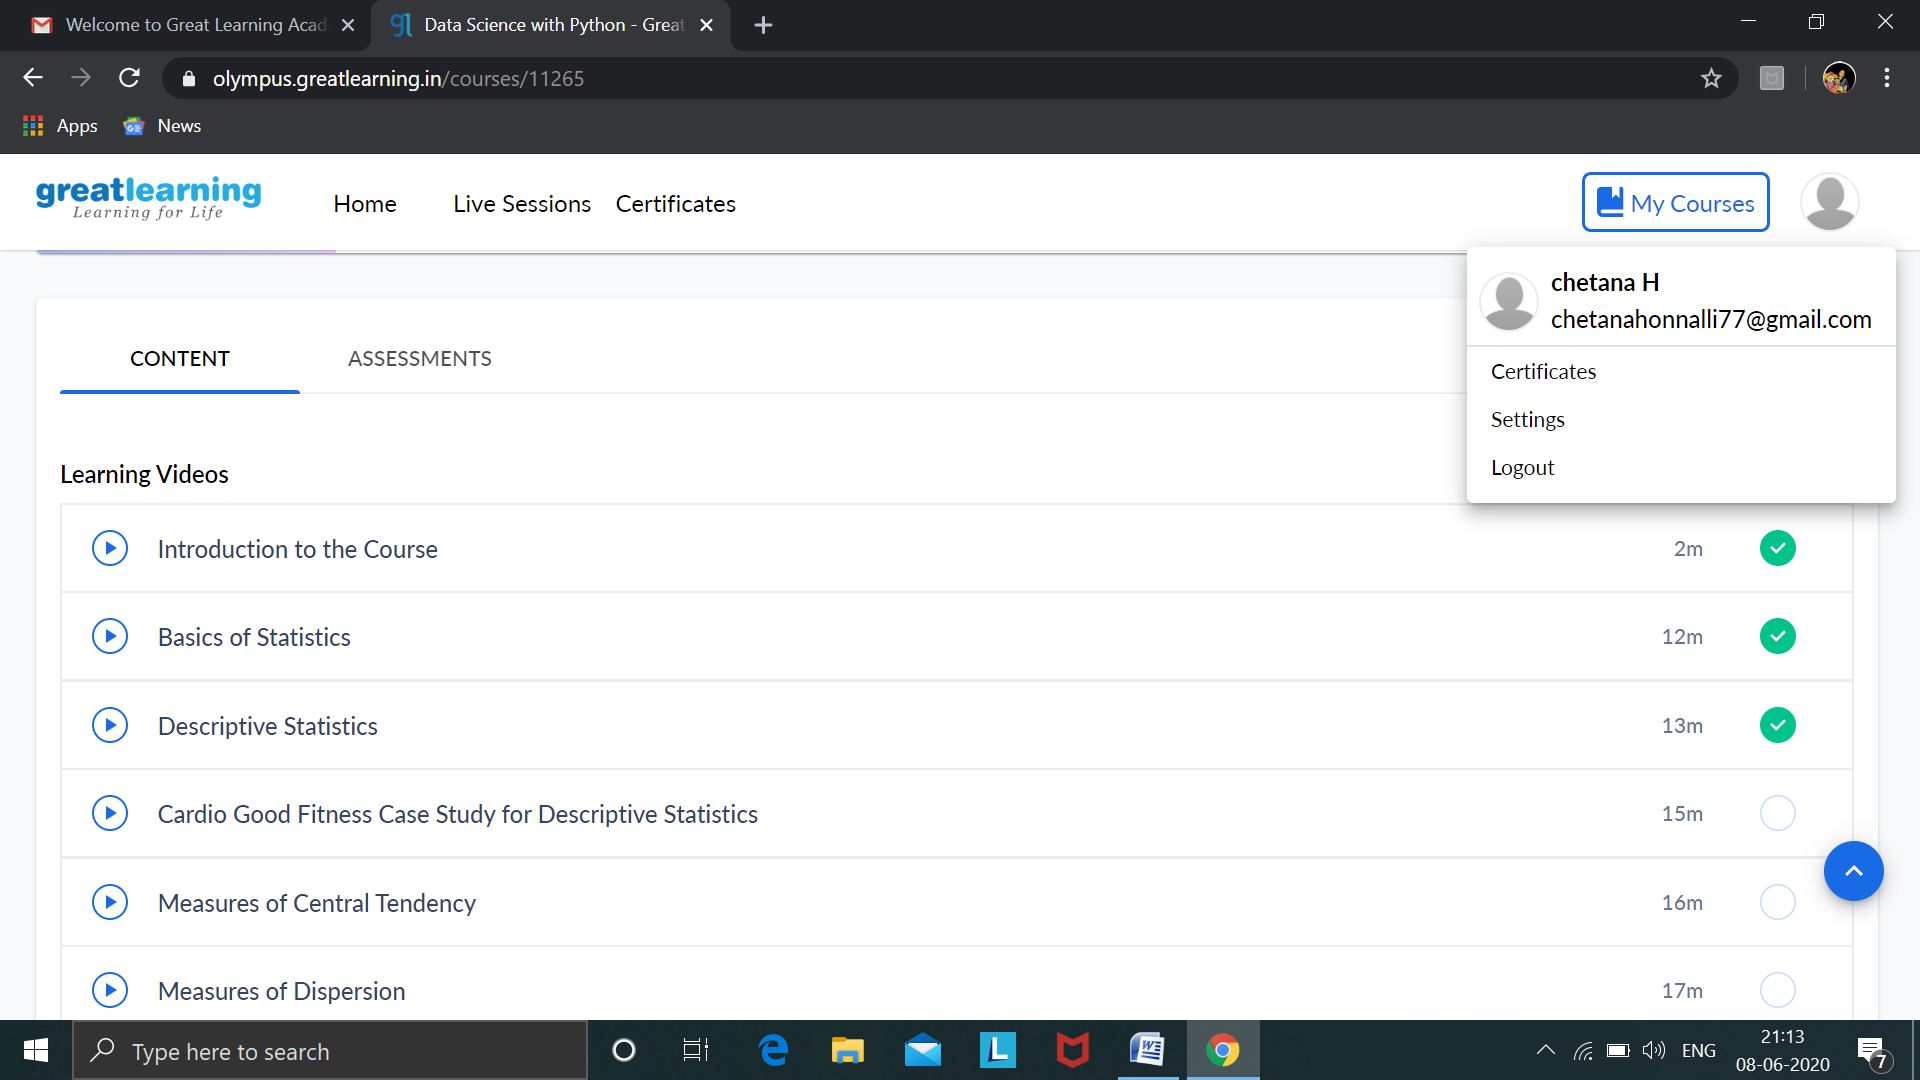 Welcome to Great Learning Acad
Data Science with Python - Great
olympus.greatlearning.in/courses/11265
Apps
News
greatlearning
Learning for Life
Home
Live Sessions
Certificates
My Courses
chetana H
chetanahonnalli77@gmail.com
Certificates
Settings
Logout
CONTENT
ASSESSMENTS
Learning Videos
Introduction to the Course 2m
Basics of Statistics 12m
Descriptive Statistics 13m
Cardio Good Fitness Case Study for Descriptive Statistics 15m
Measures of Central Tendency 16m
Measures of Dispersion 17m
Type here to search
ENG
21:13
08-06-2020
7